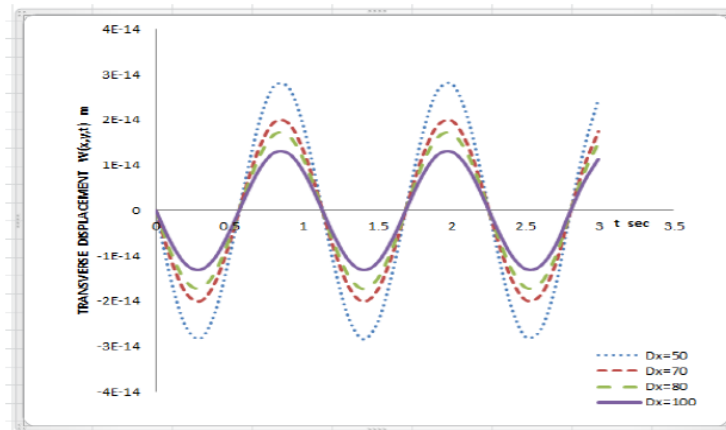 4E-14
3E-14
2E-14
1E-14
0
-1E-14
-2E-14
-3E-14
-4E-14
TRANSVERSE DISPLACEMENT W(x,y,t) m
0 0.5 1 1.5 2 2.5 3 3.5
t sec
Dx=50
Dx=70
Dx=80
Dx=100